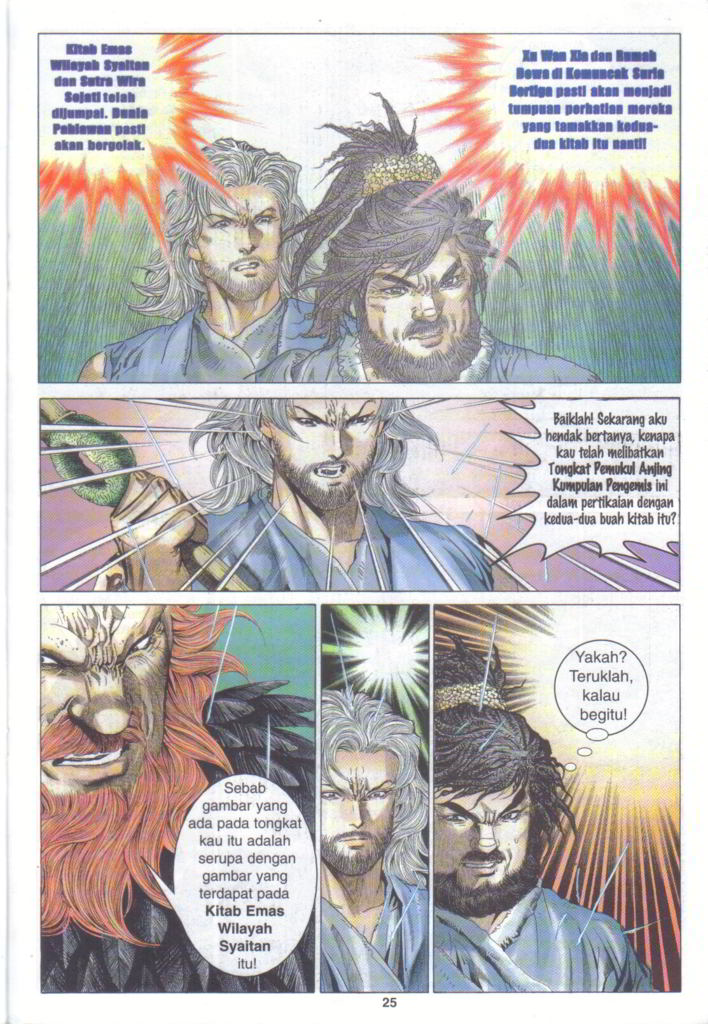 Kitab Emas
Wilayah Syaitan
dan Sutra Wira
Sejati telah
dijumpai. Dunia
Pahlawan pasti
akan bergolak.
Xu Wan Xia dan Rumah
Dewa di Kemuncak Suria
Bertiga pasti akan menjadi
tumpuan perhatian mereka
yang tamakkan kedua-
dua kitab itu nanti!
Baiklah! Sekarang aku
hendak bertanya, kenapa
kau telah melibatkan
Tongkat Pemukul Anjing
Kumpulan Pengemis ini
dalam pertikaian dengan
kedua-dua buah kitab itu?
Sebab
gambar yang
ada pada tongkat
kau itu adalah
serupa dengan
gambar yang
terdapat pada
Kitab Emas
Wilayah
Syaitan
itu!
Yakah?
Teruklah,
kalau
begitu!
25